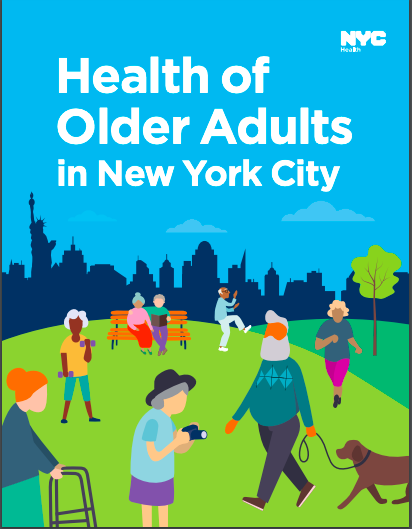 NYC
Health
Health of
Older Adults
in New York City